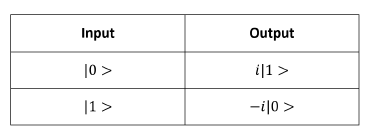 Input Output
|0 > i|1 >
|1 > −i|0 >